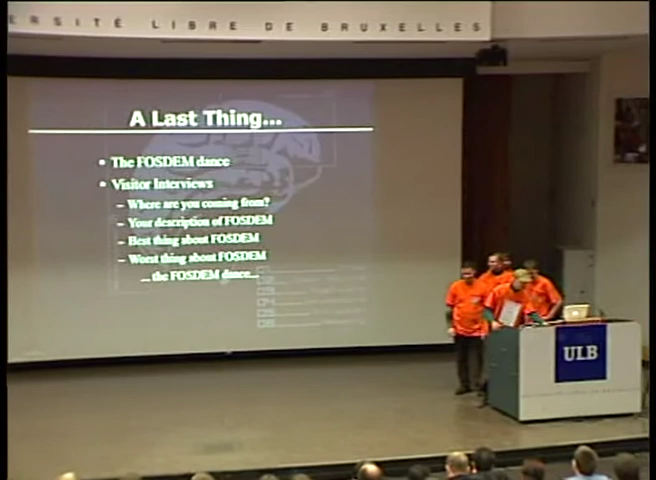 ERSITÉ LIBRE DE BRUXELLES
A Last Thing...
• The FOSDEM dance
• Visitor Interviews
– Where are you coming from?
– Your description of FOSDEM
– Best thing about FOSDEM
– Worst thing about FOSDEM
... the FOSDEM dance...
ULB